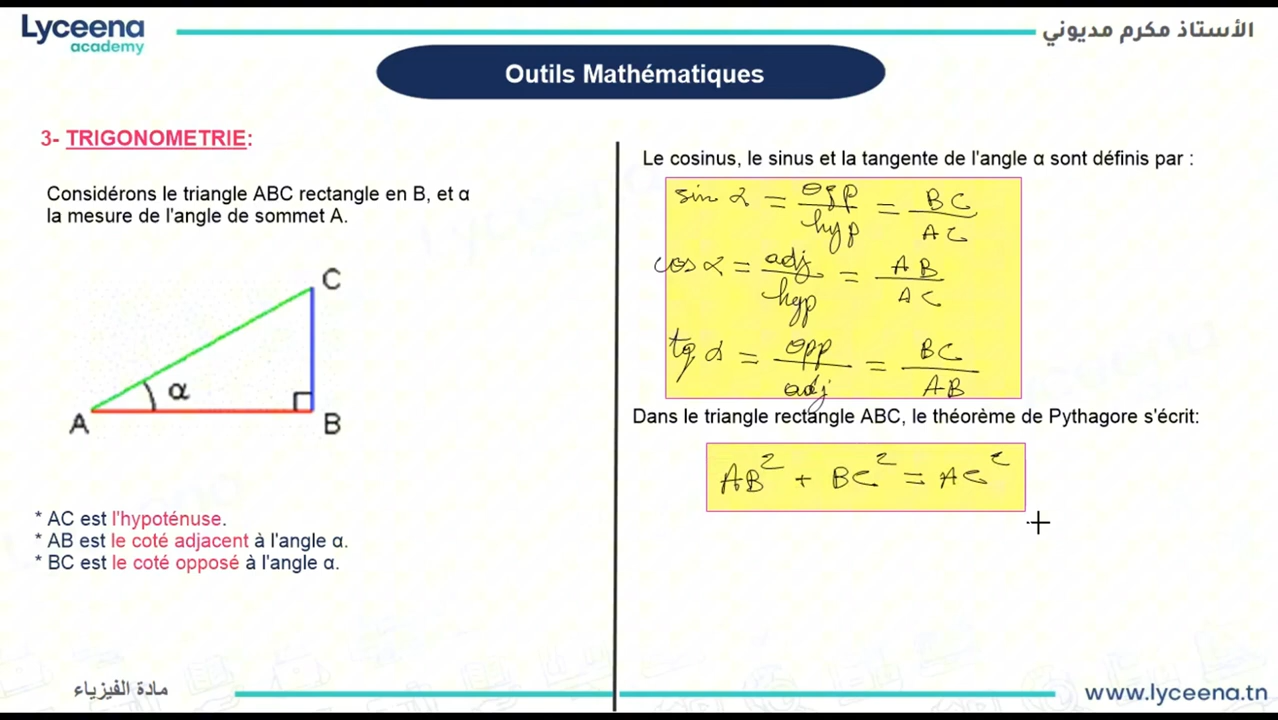 Lyceena
academy
الأستاذ مكرم مديوني
Outils Mathématiques
3- TRIGONOMETRIE:
Considérons le triangle ABC rectangle en B, et α
la mesure de l'angle de sommet A.
C
α
A
B
* AC est l'hypoténuse.
* AB est le coté adjacent à l'angle α.
* BC est le coté opposé à l'angle α.
Le cosinus, le sinus et la tangente de l'angle α sont définis par :
sin α = opp/hyp = BC/AC
cos α = adj/hyp = AB/AC
tg α = opp/adj = BC/AB
Dans le triangle rectangle ABC, le théorème de Pythagore s'écrit:
AB² + BC² = AC²
مادة الفيزياء
www.lyceena.tn